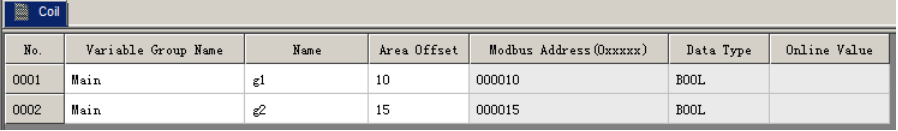 Coil
No. Variable Group Name Name Area Offset Modbus Address(0xxxxx) Data Type Online Value
0001 Main g1 10 000010 BOOL
0002 Main g2 15 000015 BOOL